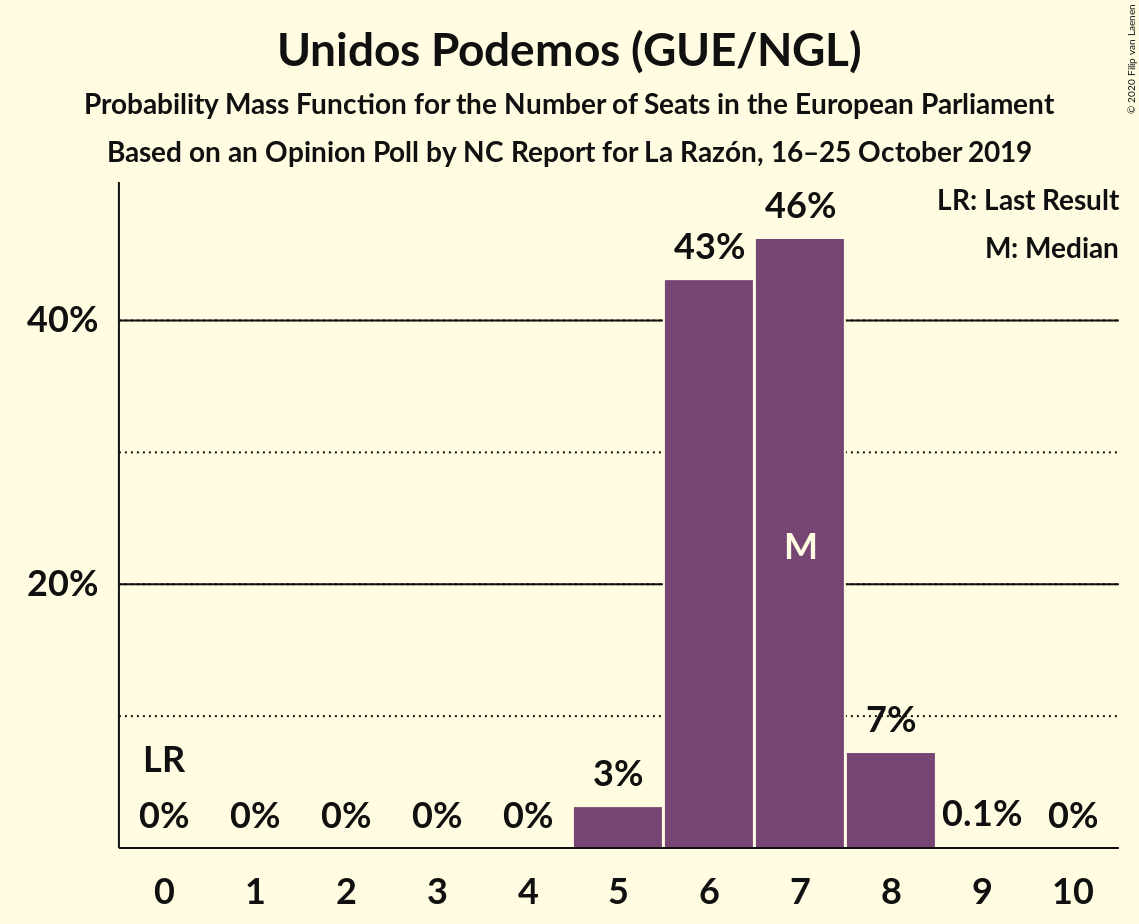 Unidos Podemos (GUE/NGL)
Probability Mass Function for the Number of Seats in the European Parliament
Based on an Opinion Poll by NC Report for La Razón, 16–25 October 2019
© 2020 Filip van Laenen
LR: Last Result
M: Median
46%
43%
40%
M
20%
7%
LR
3%
0% 0% 0% 0% 0% 0.1% 0%
0 1 2 3 4 5 6 7 8 9 10